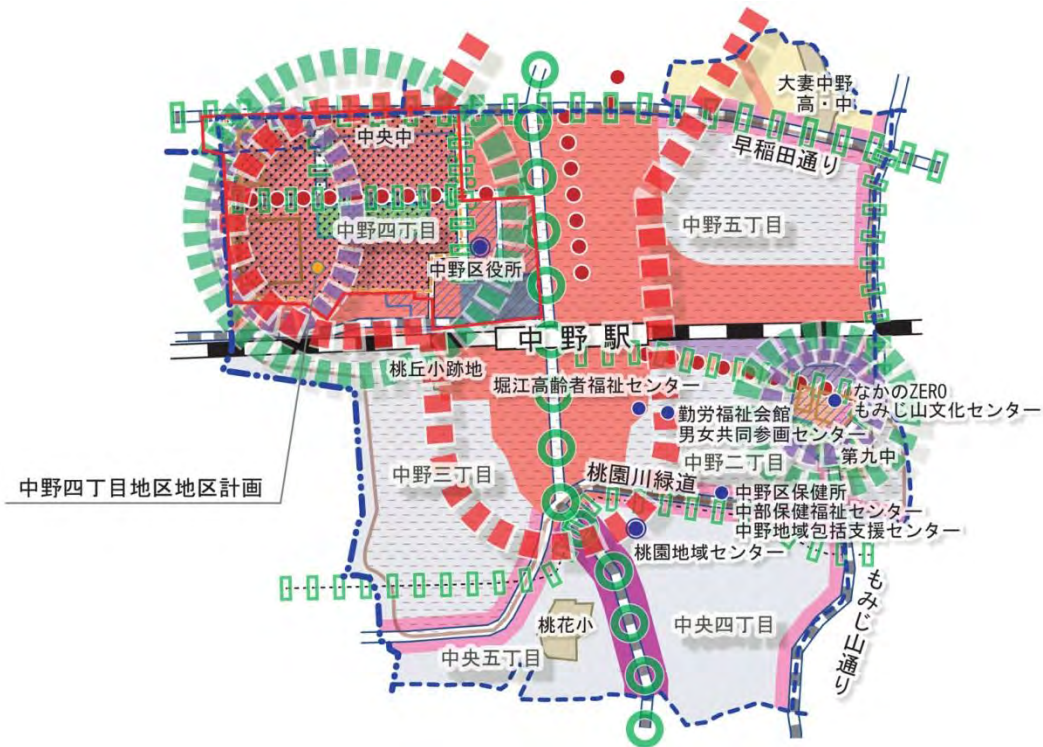 大妻中野
高・中
中央中
早稲田通り
中野四丁目
中野五丁目
中野区役所
中野駅
桃丘小跡地
堀江高齢者福祉センター
なかのZERO
もみじ山文化センター
勤労福祉会館
男女共同参画センター
第九中
中野三丁目
中野二丁目
桃園川緑道
中野四丁目地区地区計画
中野区保健所
中部保健福祉センター
中野地域包括支援センター
桃園地域センター
もみじ山通り
桃花小
中央四丁目
中央五丁目